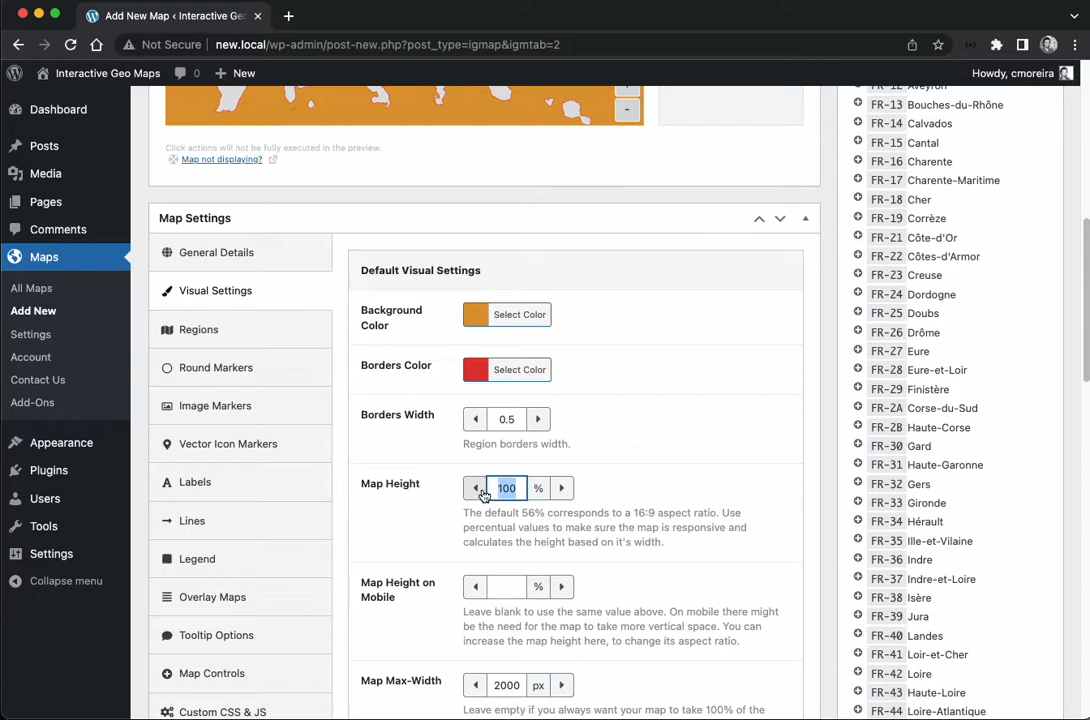 Add New Map ‹ Interactive Geo
Not Secure new.local/wp-admin/post-new.php?post_type=igmap&igmtab=2
Interactive Geo Maps 0 + New Howdy, cmoreira
Dashboard
Posts
Media
Pages
Comments
Maps
All Maps
Add New
Settings
Account
Contact Us
Add-Ons
Appearance
Plugins
Users
Tools
Settings
Collapse menu
-
Click actions will not be fully executed in the preview.
Map not displaying?
Map Settings
General Details
Visual Settings
Regions
Round Markers
Image Markers
Vector Icon Markers
Labels
Lines
Legend
Overlay Maps
Tooltip Options
Map Controls
Custom CSS & JS
Default Visual Settings
Background
Color
Select Color
Borders Color
Select Color
Borders Width
0.5
Region borders width.
Map Height
100 %
The default 56% corresponds to a 16:9 aspect ratio. Use
percentual values to make sure the map is responsive and
calculates the height based on it's width.
Map Height on
Mobile
%
Leave blank to use the same value above. On mobile there might
be the need for the map to take more vertical space. You can
increase the map height here, to change its aspect ratio.
Map Max-Width
2000 px
Leave empty if you always want your map to take 100% of the
FR-12 Aveyron
FR-13 Bouches-du-Rhône
FR-14 Calvados
FR-15 Cantal
FR-16 Charente
FR-17 Charente-Maritime
FR-18 Cher
FR-19 Corrèze
FR-21 Côte-d'Or
FR-22 Côtes-d'Armor
FR-23 Creuse
FR-24 Dordogne
FR-25 Doubs
FR-26 Drôme
FR-27 Eure
FR-28 Eure-et-Loir
FR-29 Finistère
FR-2A Corse-du-Sud
FR-2B Haute-Corse
FR-30 Gard
FR-31 Haute-Garonne
FR-32 Gers
FR-33 Gironde
FR-34 Hérault
FR-35 Ille-et-Vilaine
FR-36 Indre
FR-37 Indre-et-Loire
FR-38 Isère
FR-39 Jura
FR-40 Landes
FR-41 Loir-et-Cher
FR-42 Loire
FR-43 Haute-Loire
FR-44 Loire-Atlantique